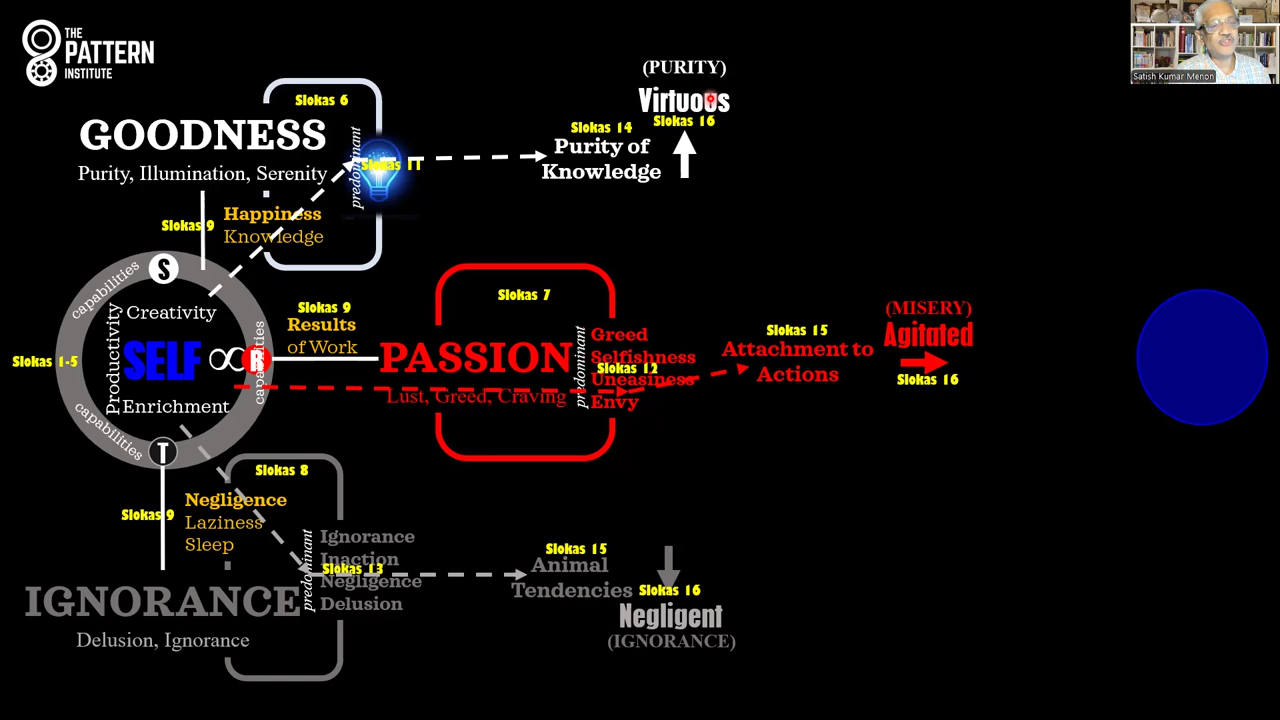 THE
PATTERN
INSTITUTE
Satish Kumar Menon
(PURITY)
Virtuous
Slokas 16
Slokas 6
GOODNESS
Purity, Illumination, Serenity
predominant
Slokas 11
Slokas 14
Purity of
Knowledge
Slokas 9
Happiness
Knowledge
S
capabilities
Creativity
Productivity
Slokas 1-5
SELF
∞
R
capabilities
Enrichment
capabilities
T
Slokas 9
Results
of Work
Slokas 7
PASSION
Lust, Greed, Craving
predominant
Greed
Selfishness
Slokas 12
Uneasiness
Envy
Slokas 15
Attachment to
Actions
(MISERY)
Agitated
Slokas 16
Slokas 8
Slokas 9
Negligence
Laziness
Sleep
IGNORANCE
Delusion, Ignorance
predominant
Ignorance
Inaction
Slokas 13
Negligence
Delusion
Slokas 15
Animal
Tendencies
Slokas 16
Negligent
(IGNORANCE)